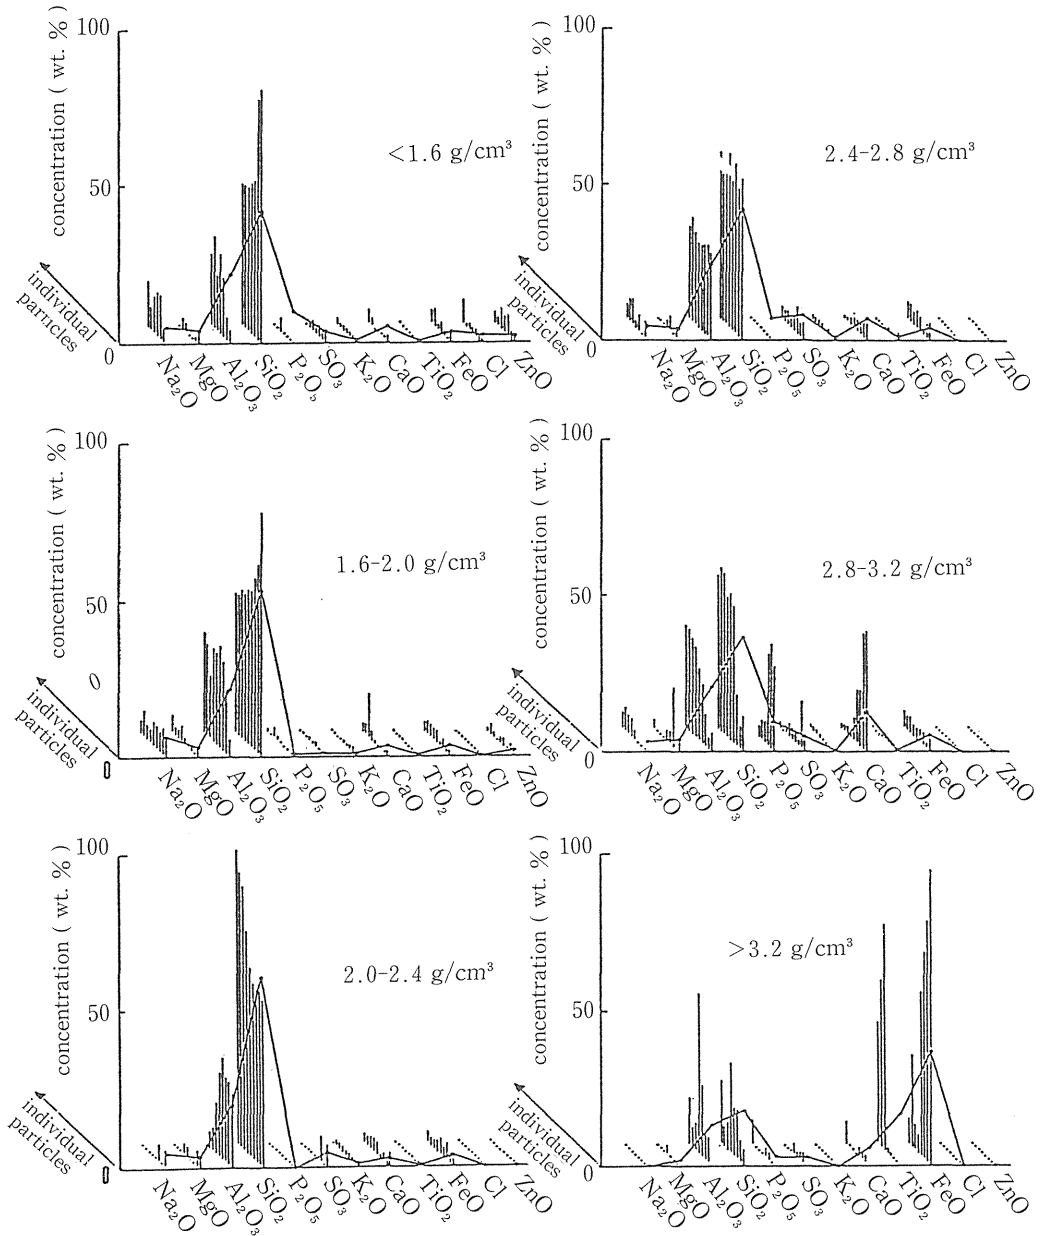 concentration ( wt. % )
100
50
0
<1.6 g/cm³
individual
particles
Na₂O
MgO
Al₂O₃
SiO₂
P₂O₅
SO₃
K₂O
CaO
TiO₂
FeO
Cl
ZnO
concentration ( wt. % )
100
50
0
2.4-2.8 g/cm³
individual
particles
Na₂O
MgO
Al₂O₃
SiO₂
P₂O₅
SO₃
K₂O
CaO
TiO₂
FeO
Cl
ZnO
concentration ( wt. % )
100
50
0
0
1.6-2.0 g/cm³
individual
particles
Na₂O
MgO
Al₂O₃
SiO₂
P₂O₅
SO₃
K₂O
CaO
TiO₂
FeO
Cl
ZnO
concentration ( wt. % )
100
50
0
2.8-3.2 g/cm³
individual
particles
Na₂O
MgO
Al₂O₃
SiO₂
P₂O₅
SO₃
K₂O
CaO
TiO₂
FeO
Cl
ZnO
concentration ( wt. % )
100
50
0
2.0-2.4 g/cm³
individual
particles
Na₂O
MgO
Al₂O₃
SiO₂
P₂O₅
SO₃
K₂O
CaO
TiO₂
FeO
Cl
ZnO
concentration ( wt. % )
100
50
0
>3.2 g/cm³
individual
particles
Na₂O
MgO
Al₂O₃
SiO₂
P₂O₅
SO₃
K₂O
CaO
TiO₂
FeO
Cl
ZnO